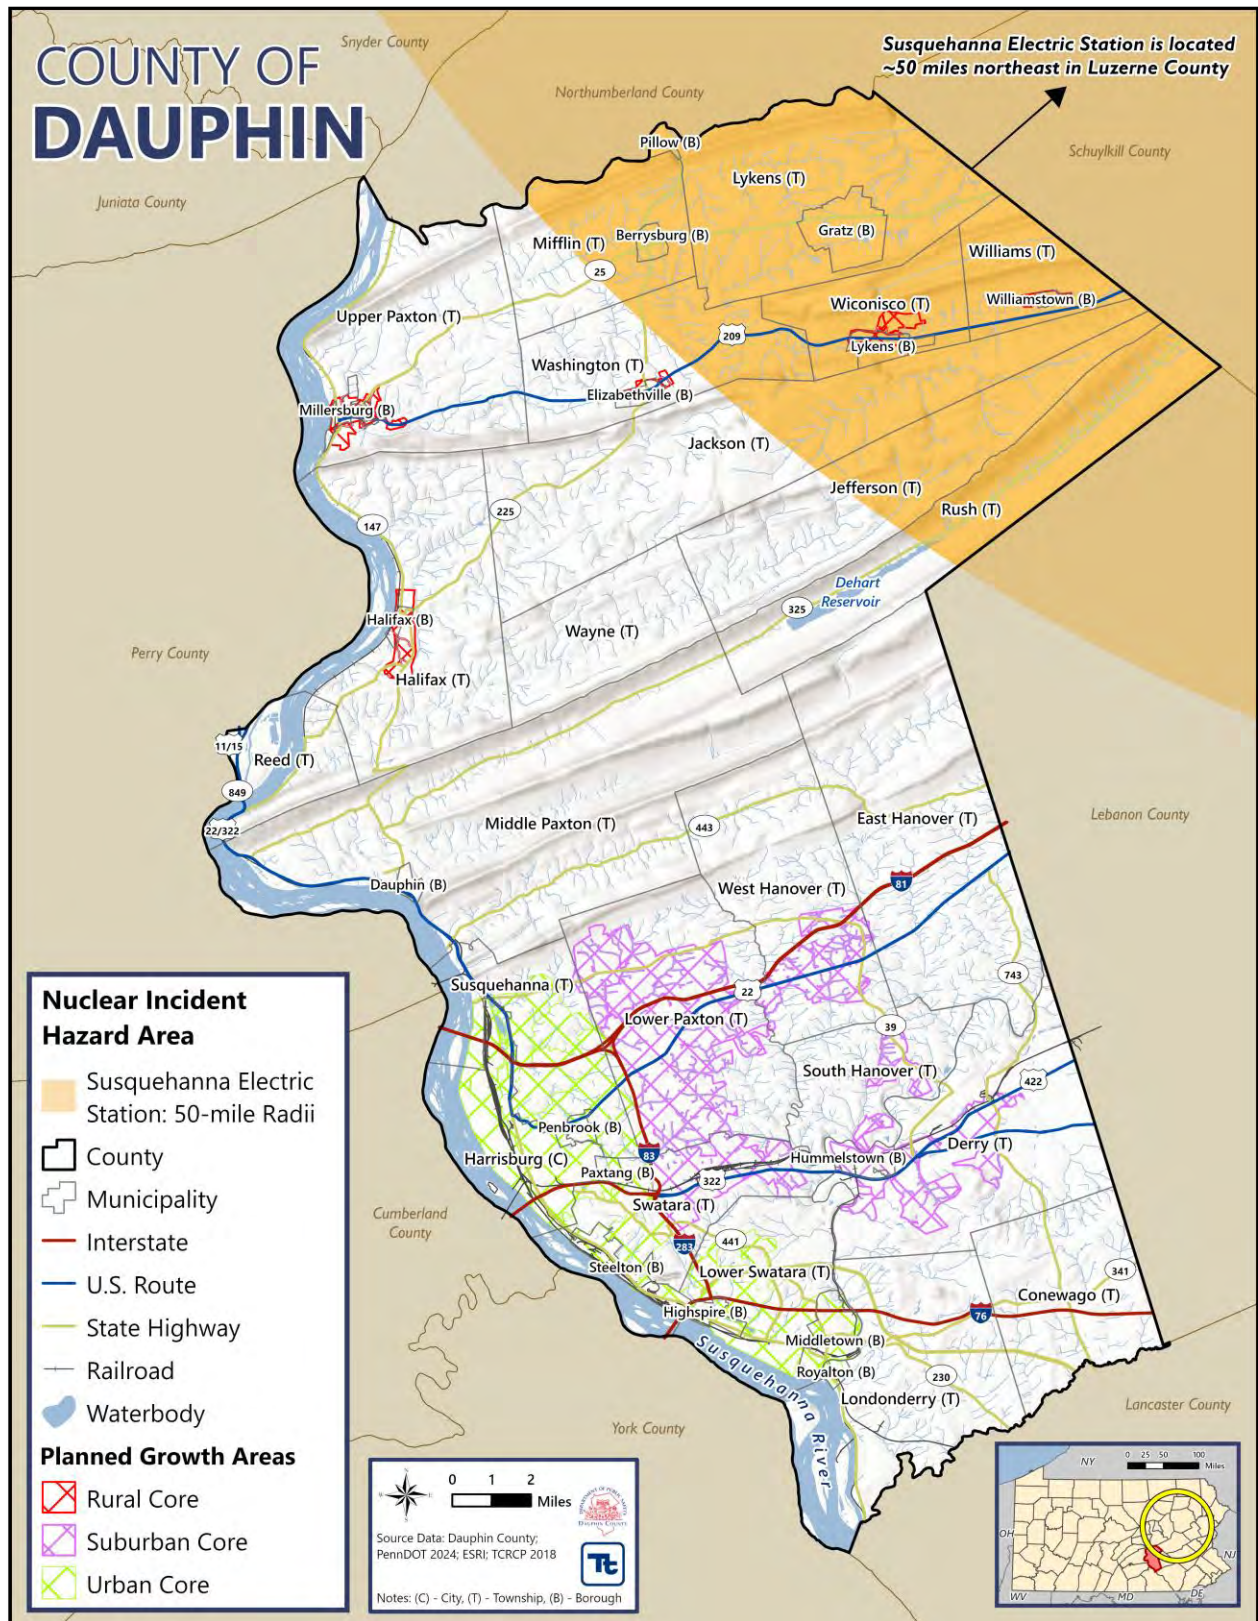 COUNTY OF
DAUPHIN
Snyder County
Susquehanna Electric Station is located
~50 miles northeast in Luzerne County
Northumberland County
Schuylkill County
Juniata County
Pillow (B)
Lykens (T)
Berrysburg (B)
Gratz (B)
Mifflin (T)
Williams (T)
25
Williamstown (B)
Wiconisco (T)
Upper Paxton (T)
209
Lykens (B)
Washington (T)
Elizabethville (B)
Millersburg (B)
Jackson (T)
Jefferson (T)
Rush (T)
225
147
Dehart
Reservoir
325
Halifax (B)
Wayne (T)
Perry County
Halifax (T)
11/15
Reed (T)
849
22/322
Middle Paxton (T)
443
East Hanover (T)
Lebanon County
Dauphin (B)
West Hanover (T)
81
Susquehanna (T)
743
22
Lower Paxton (T)
39
South Hanover (T)
422
Penbrook (B)
Derry (T)
Harrisburg (C)
83
Hummelstown (B)
Paxtang (B)
322
Swatara (T)
Cumberland
County
441
283
Steelton (B)
Lower Swatara (T)
341
Conewago (T)
Highspire (B)
76
Middletown (B)
Royalton (B)
230
Londonderry (T)
Susquehanna River
York County
Lancaster County
Nuclear Incident
Hazard Area
Susquehanna Electric
Station: 50-mile Radii
County
Municipality
Interstate
U.S. Route
State Highway
Railroad
Waterbody
Planned Growth Areas
Rural Core
Suburban Core
Urban Core
0 1 2
Miles
Source Data: Dauphin County;
PennDOT 2024; ESRI; TCRCP 2018
DAUPHIN COUNTY
Tt
Notes: (C) - City, (T) - Township, (B) - Borough
0 25 50 100
Miles
NY
OH
NJ
WV
MD
DE